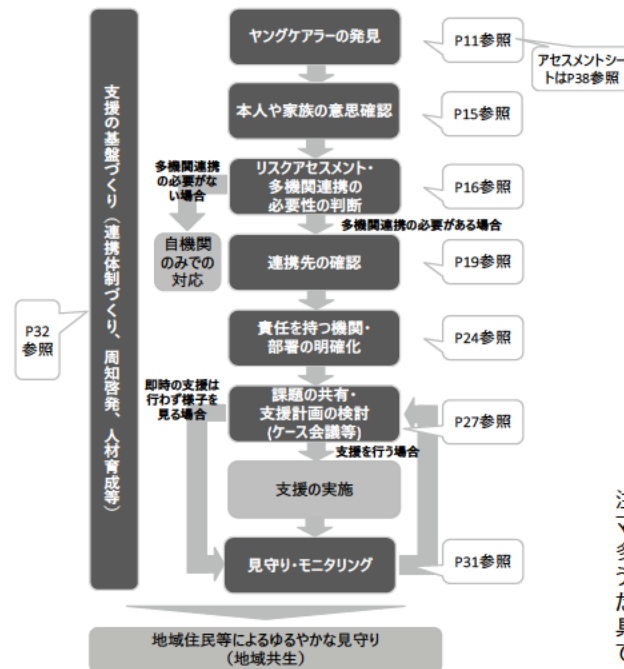 ヤングケアラーの発見
P11参照
アセスメントシー
トはP38参照
本人や家族の意思確認
P15参照
多機関連携
の必要がな
い場合
リスクアセスメント・
多機関連携の
必要性の判断
P16参照
多機関連携の必要がある場合
自機関
のみでの
対応
連携先の確認
P19参照
支援の基盤づくり（連携体制づくり、周知啓発、人材育成等）
P32
参照
責任を持つ機関・
部署の明確化
P24参照
即時の支援は
行わず様子を
見る場合
課題の共有・
支援計画の検討
(ケース会議等)
P27参照
支援を行う場合
支援の実施
見守り・モニタリング
P31参照
地域住民等によるゆるやかな見守り
（地域共生）